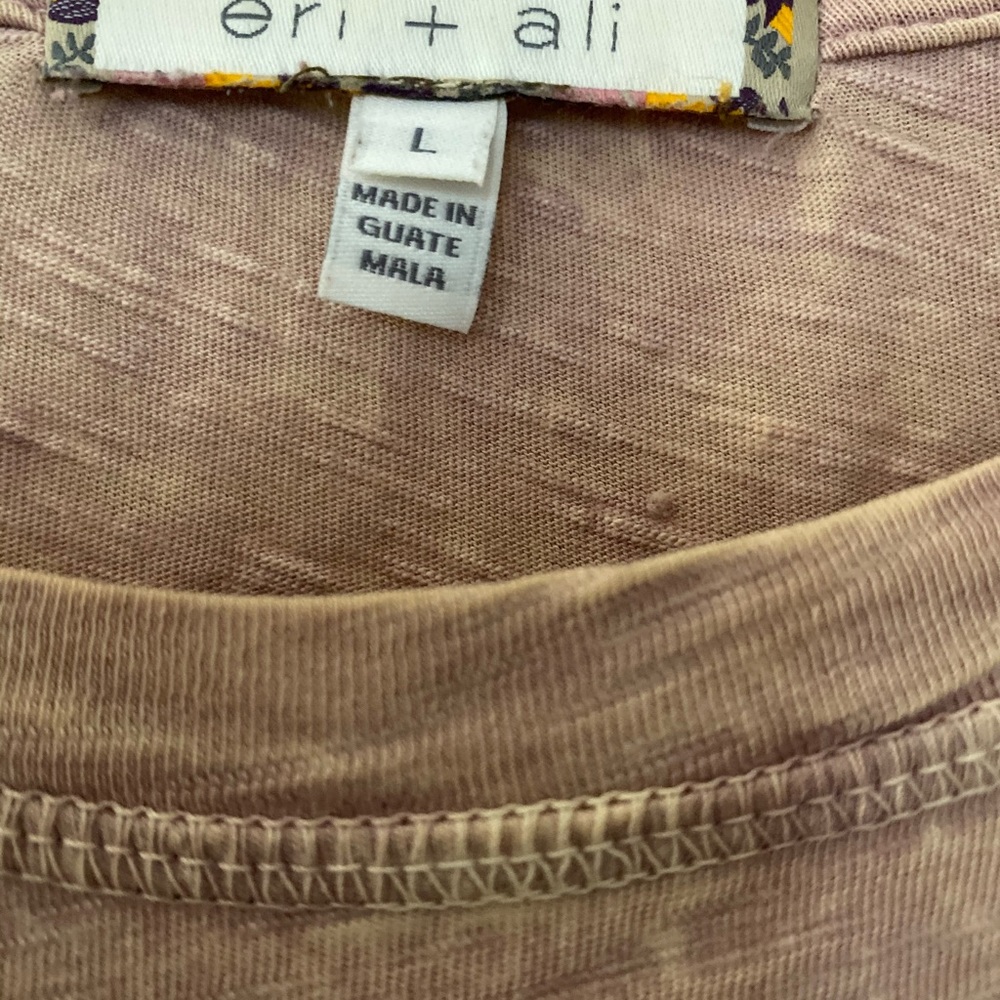 eri + ali
L
MADE IN
GUATE
MALA